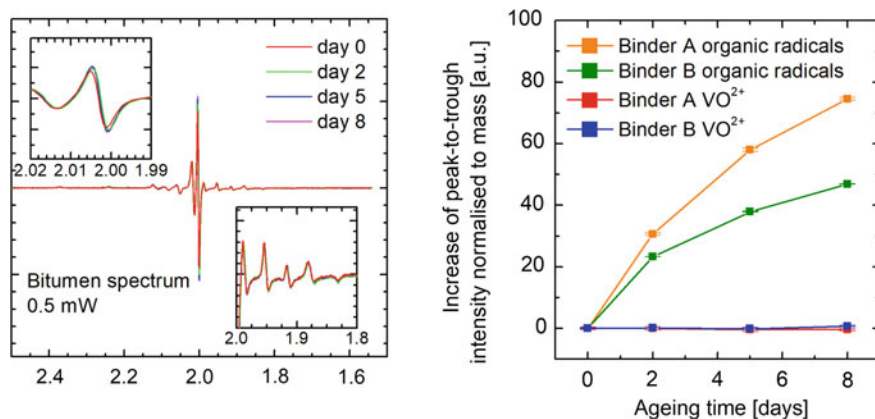 day 0
day 2
day 5
day 8
2.02 2.01 2.00 1.99
Bitumen spectrum
0.5 mW
2.0 1.9 1.8
2.4 2.2 2.0 1.8 1.6
Increase of peak-to-trough
intensity normalised to mass [a.u.]
100
80
60
40
20
0
Binder A organic radicals
Binder B organic radicals
Binder A VO²⁺
Binder B VO²⁺
0 2 4 6 8
Ageing time [days]